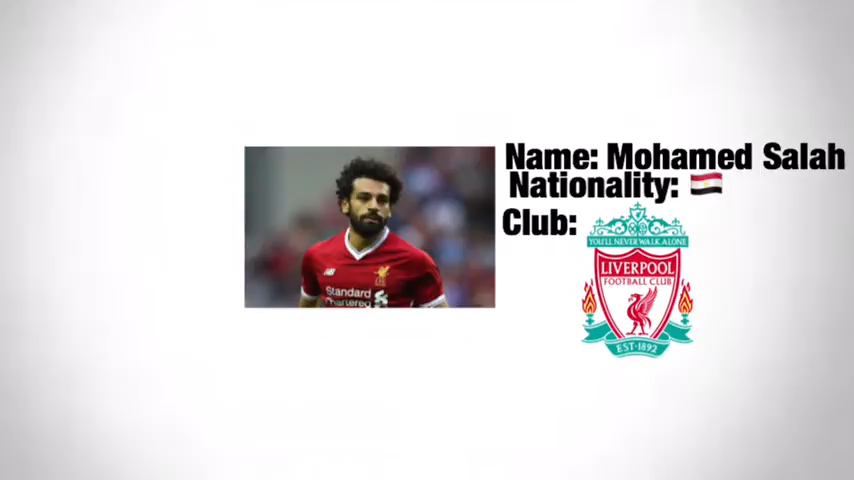 Name: Mohamed Salah
Nationality: 🇪🇬
Club:
YOU'LL NEVER WALK ALONE
LIVERPOOL
FOOTBALL CLUB
EST·1892
Standard
Chartered